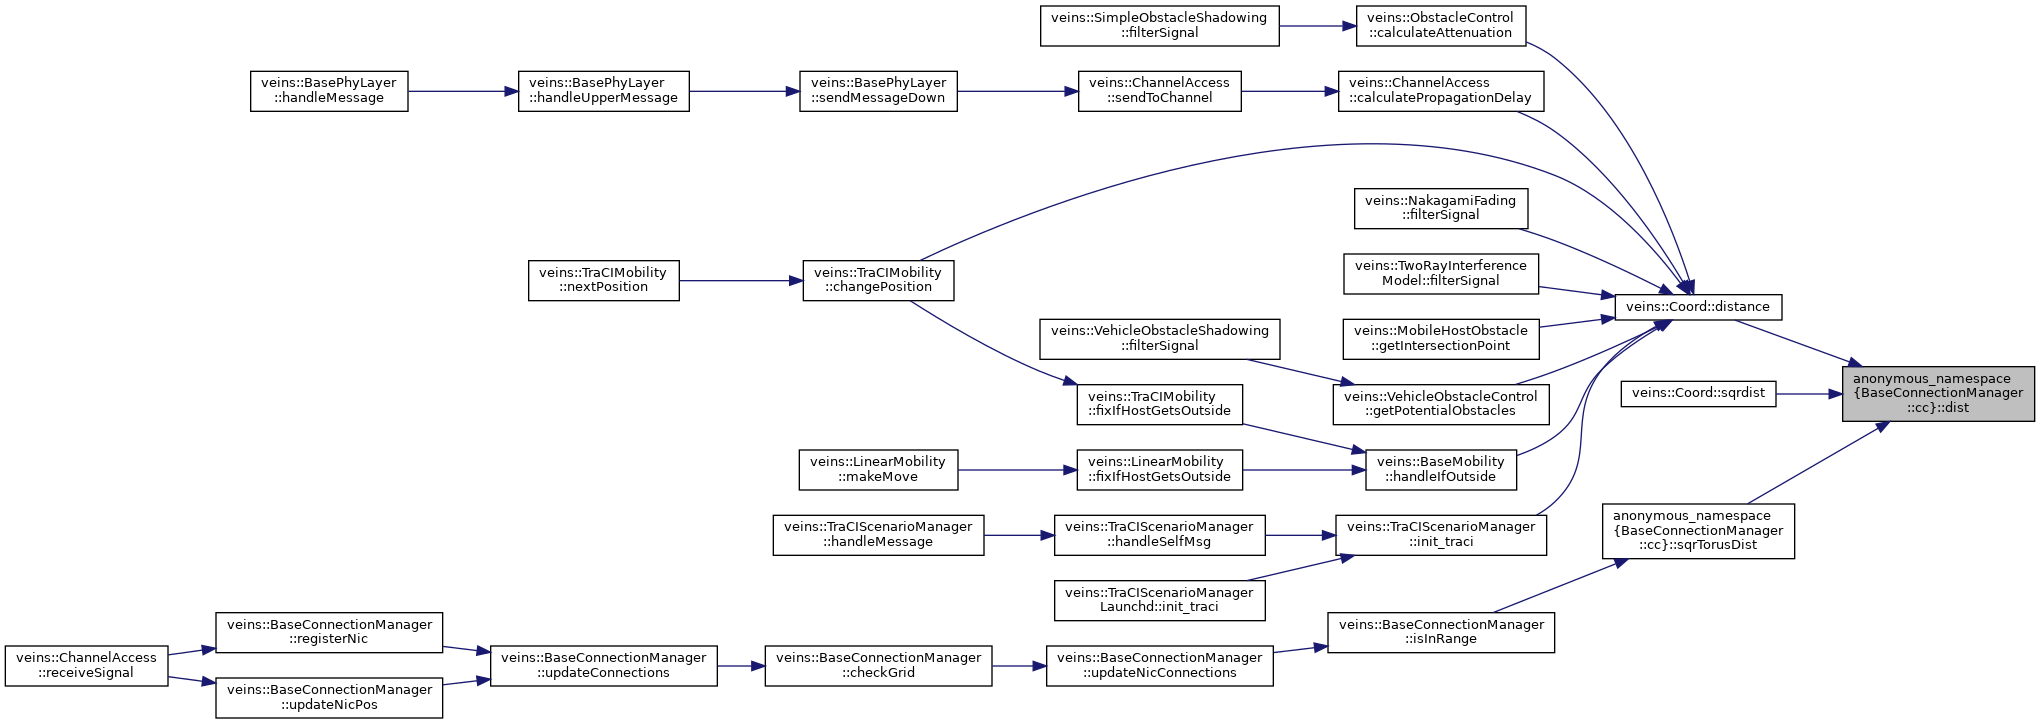 veins::SimpleObstacleShadowing
::filterSignal
veins::ObstacleControl
::calculateAttenuation
veins::BasePhyLayer
::handleMessage
veins::BasePhyLayer
::handleUpperMessage
veins::BasePhyLayer
::sendMessageDown
veins::ChannelAccess
::sendToChannel
veins::ChannelAccess
::calculatePropagationDelay
veins::NakagamiFading
::filterSignal
veins::TraCIMobility
::nextPosition
veins::TraCIMobility
::changePosition
veins::TwoRayInterference
Model::filterSignal
veins::Coord::distance
veins::VehicleObstacleShadowing
::filterSignal
veins::MobileHostObstacle
::getIntersectionPoint
veins::TraCIMobility
::fixIfHostGetsOutside
veins::VehicleObstacleControl
::getPotentialObstacles
veins::Coord::sqrdist
anonymous_namespace
{BaseConnectionManager
::cc}::dist
veins::LinearMobility
::makeMove
veins::LinearMobility
::fixIfHostGetsOutside
veins::BaseMobility
::handleIfOutside
veins::TraCIScenarioManager
::handleMessage
veins::TraCIScenarioManager
::handleSelfMsg
veins::TraCIScenarioManager
::init_traci
anonymous_namespace
{BaseConnectionManager
::cc}::sqrTorusDist
veins::TraCIScenarioManager
Launchd::init_traci
veins::ChannelAccess
::receiveSignal
veins::BaseConnectionManager
::registerNic
veins::BaseConnectionManager
::updateNicPos
veins::BaseConnectionManager
::updateConnections
veins::BaseConnectionManager
::checkGrid
veins::BaseConnectionManager
::updateNicConnections
veins::BaseConnectionManager
::isInRange